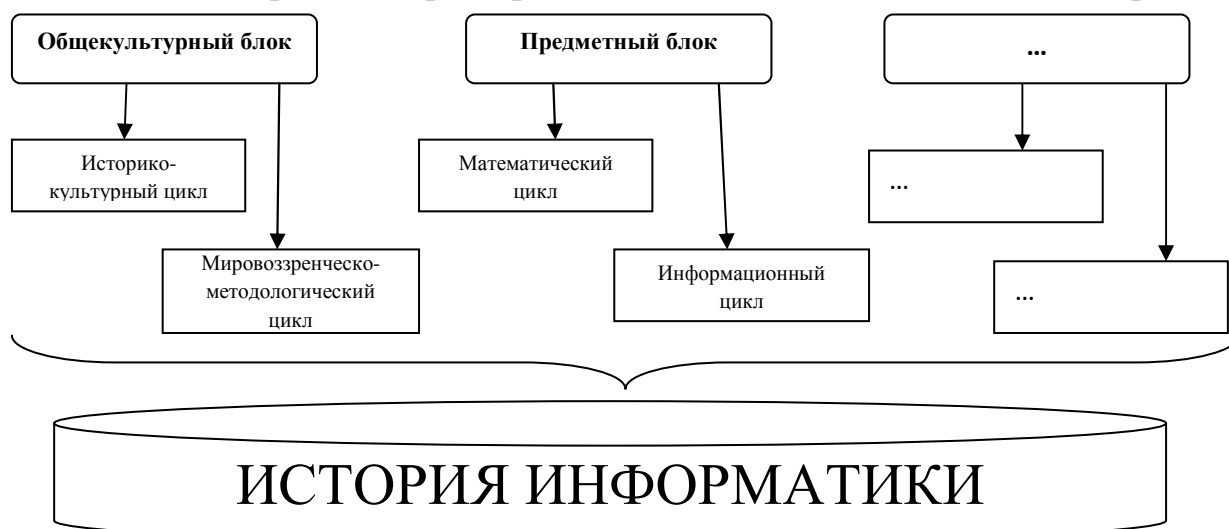 Общекультурный блок
Предметный блок
...
Историко-
культурный цикл
Математический
цикл
...
Мировоззренческо-
методологический
цикл
Информационный
цикл
...
ИСТОРИЯ ИНФОРМАТИКИ